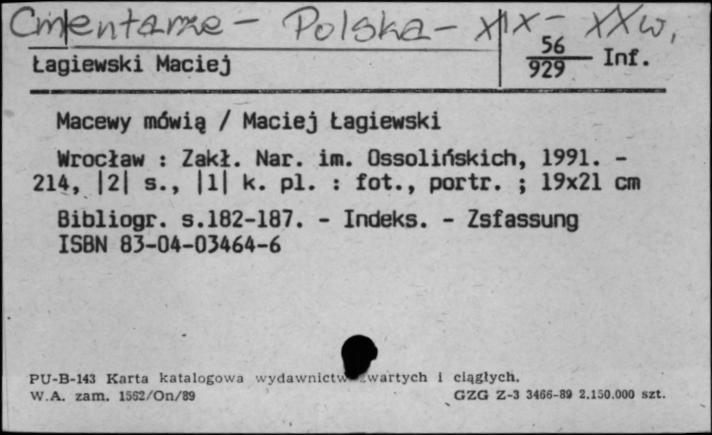 Cmentarze - Polska - XIX - XX w.
Łagiewski Maciej
56
929 Inf.
Macewy mówią / Maciej Łagiewski
Wrocław : Zakł. Nar. im. Ossolińskich, 1991. -
214, |2| s., |1| k. pl. : fot., portr. ; 19x21 cm
Bibliogr. s.182-187. - Indeks. - Zsfassung
ISBN 83-04-03464-6
PU-B-143 Karta katalogowa wydawnictw zwartych i ciągłych.
W.A. zam. 1562/On/89 GZG Z-3 3466-89 2.150.000 szt.